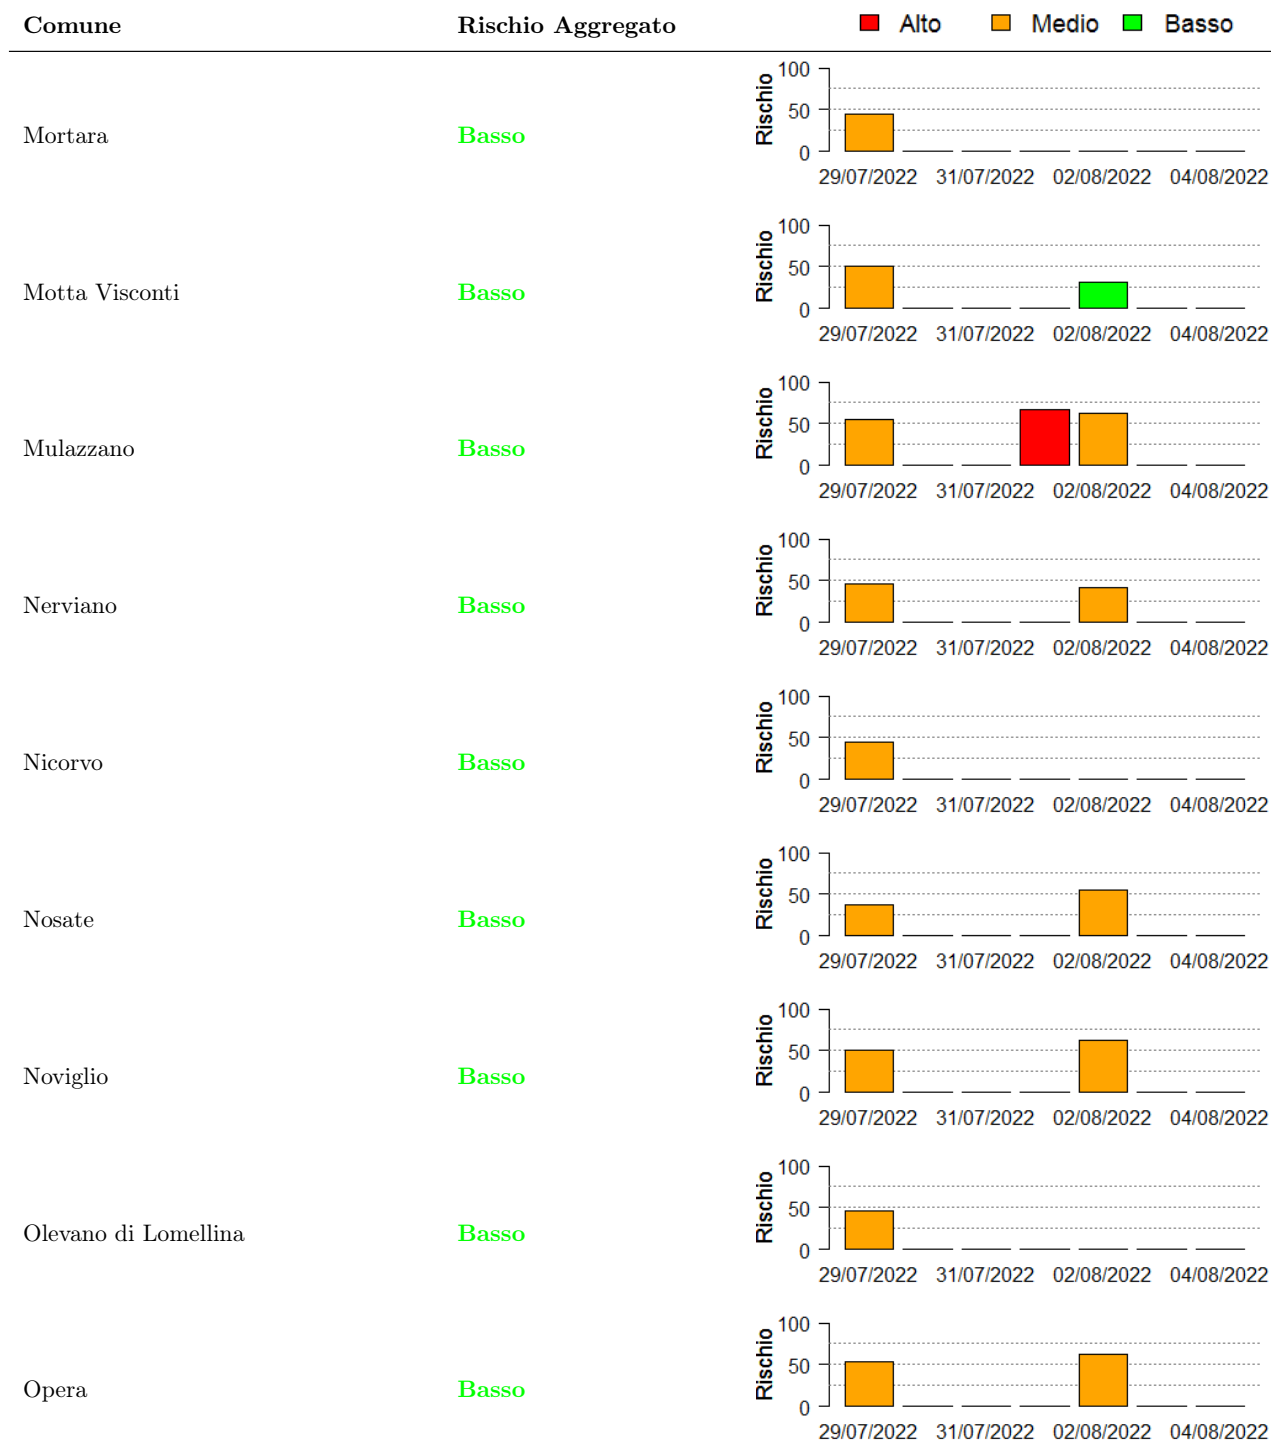 Comune Rischio Aggregato Alto Medio Basso
100
50
0
Rischio
Mortara Basso
29/07/2022 31/07/2022 02/08/2022 04/08/2022
100
50
0
Rischio
Motta Visconti Basso
29/07/2022 31/07/2022 02/08/2022 04/08/2022
100
50
0
Rischio
Mulazzano Basso
29/07/2022 31/07/2022 02/08/2022 04/08/2022
100
50
0
Rischio
Nerviano Basso
29/07/2022 31/07/2022 02/08/2022 04/08/2022
100
50
0
Rischio
Nicorvo Basso
29/07/2022 31/07/2022 02/08/2022 04/08/2022
100
50
0
Rischio
Nosate Basso
29/07/2022 31/07/2022 02/08/2022 04/08/2022
100
50
0
Rischio
Noviglio Basso
29/07/2022 31/07/2022 02/08/2022 04/08/2022
100
50
0
Rischio
Olevano di Lomellina Basso
29/07/2022 31/07/2022 02/08/2022 04/08/2022
100
50
0
Rischio
Opera Basso
29/07/2022 31/07/2022 02/08/2022 04/08/2022